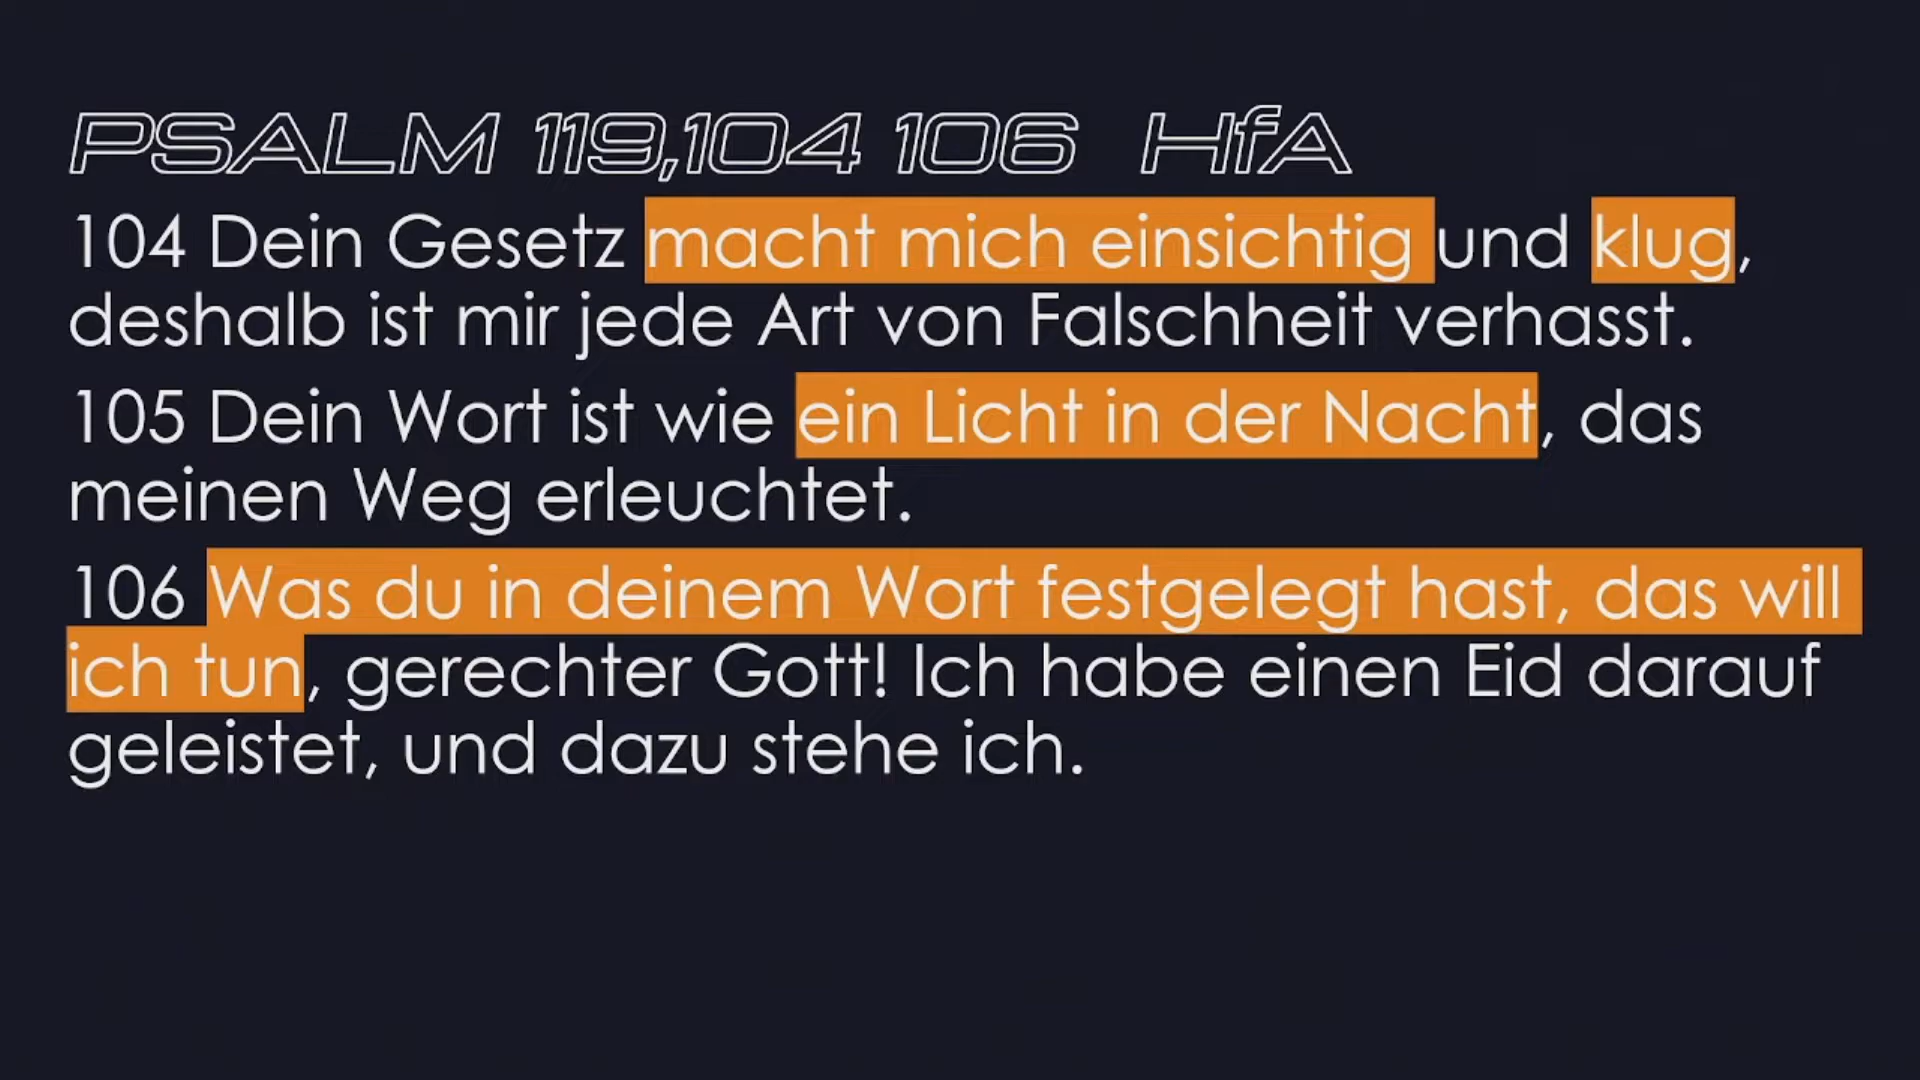 PSALM 119,104 106 HfA
104 Dein Gesetz macht mich einsichtig und klug,
deshalb ist mir jede Art von Falschheit verhasst.
105 Dein Wort ist wie ein Licht in der Nacht, das
meinen Weg erleuchtet.
106 Was du in deinem Wort festgelegt hast, das will
ich tun, gerechter Gott! Ich habe einen Eid darauf
geleistet, und dazu stehe ich.